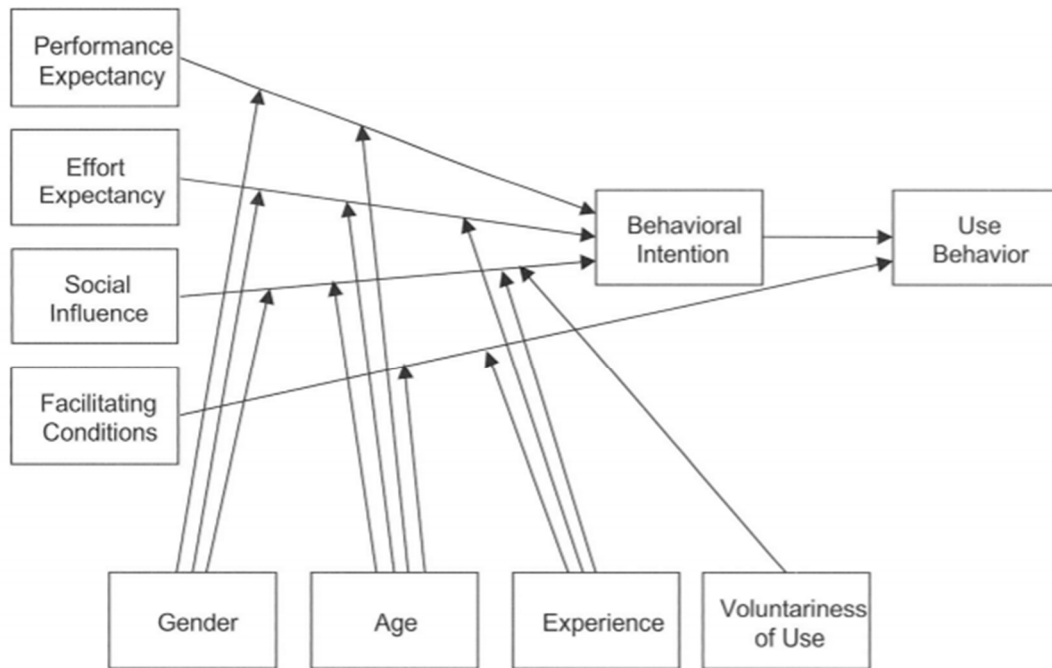 Performance
Expectancy
Effort
Expectancy
Social
Influence
Facilitating
Conditions
Behavioral
Intention
Use
Behavior
Gender
Age
Experience
Voluntariness
of Use